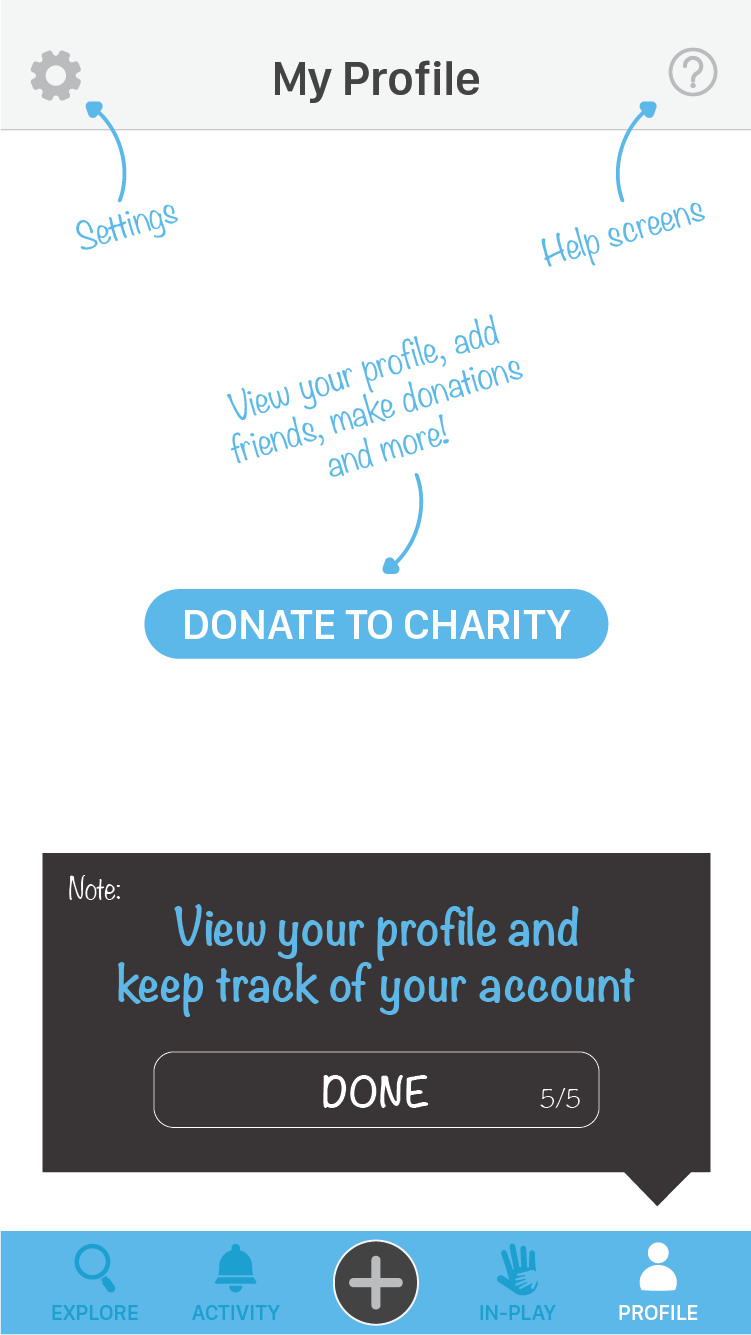 My Profile
Settings
Help screens
View your profile, add
friends, make donations
and more!
DONATE TO CHARITY
Note:
View your profile and
keep track of your account
DONE 5/5
EXPLORE ACTIVITY IN-PLAY PROFILE